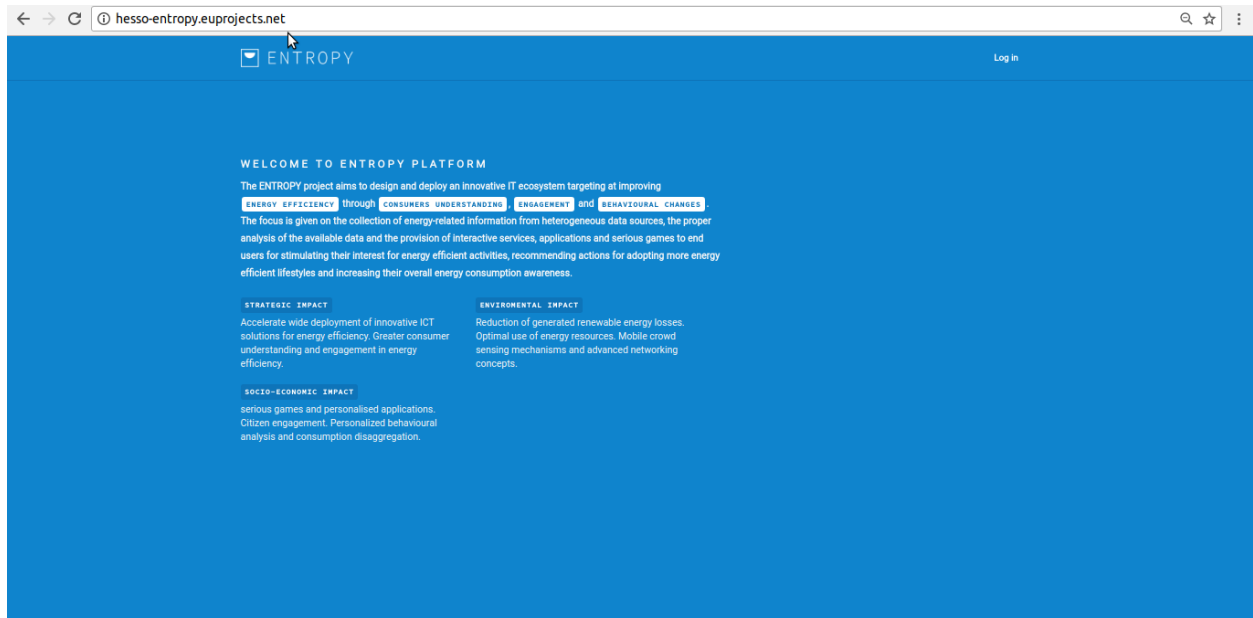 hesso-entropy.euprojects.net
ENTROPY
Log in
WELCOME TO ENTROPY PLATFORM
The ENTROPY project aims to design and deploy an innovative IT ecosystem targeting at improving
ENERGY EFFICIENCY through CONSUMERS UNDERSTANDING, ENGAGEMENT and BEHAVIOURAL CHANGES.
The focus is given on the collection of energy-related information from heterogeneous data sources, the proper
analysis of the available data and the provision of interactive services, applications and serious games to end
users for stimulating their interest for energy efficient activities, recommending actions for adopting more energy
efficient lifestyles and increasing their overall energy consumption awareness.
STRATEGIC IMPACT
Accelerate wide deployment of innovative ICT
solutions for energy efficiency. Greater consumer
understanding and engagement in energy
efficiency.
ENVIROMENTAL IMPACT
Reduction of generated renewable energy losses.
Optimal use of energy resources. Mobile crowd
sensing mechanisms and advanced networking
concepts.
SOCIO-ECONOMIC IMPACT
serious games and personalised applications.
Citizen engagement. Personalized behavioural
analysis and consumption disaggregation.